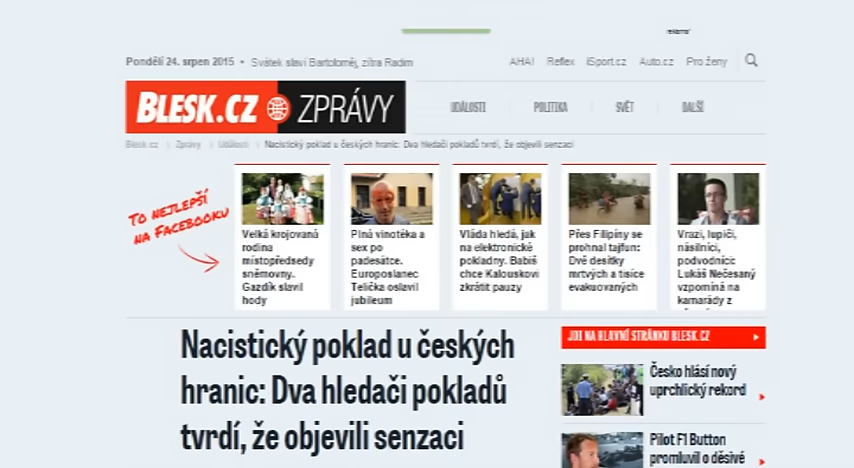 reklama
Pondělí 24. srpen 2015 • Svátek slaví Bartoloměj, zítra Radim
AHA! Reflex iSport.cz Auto.cz Pro ženy
BLESK.CZ ZPRÁVY
UDÁLOSTI POLITIKA SVĚT DALŠÍ
Blesk.cz Zprávy Události Nacistický poklad u českých hranic: Dva hledači pokladů tvrdí, že objevili senzaci
TO NEJLEPŠÍ
NA FACEBOOKU
Velká krojovaná
rodina
místopředsedy
sněmovny.
Gazdík slavil
hody
Plná vinotéka a
sex po
padesátce.
Europoslanec
Telička oslavil
jubileum
Vláda hledá, jak
na elektronické
pokladny. Babiš
chce Kalouskovi
zkrátit pauzy
Přes Filipíny se
prohnal tajfun:
Dvě desítky
mrtvých a tisíce
evakuovaných
Vrazi, lupiči,
násilníci,
podvodníci:
Lukáš Nečesaný
vzpomíná na
kamarády z
Nacistický poklad u českých
hranic: Dva hledači pokladů
tvrdí, že objevili senzaci
JDI NA HLAVNÍ STRÁNKU BLESK.CZ
Česko hlásí nový
uprchlický rekord
Pilot F1 Button
promluvil o děsivé